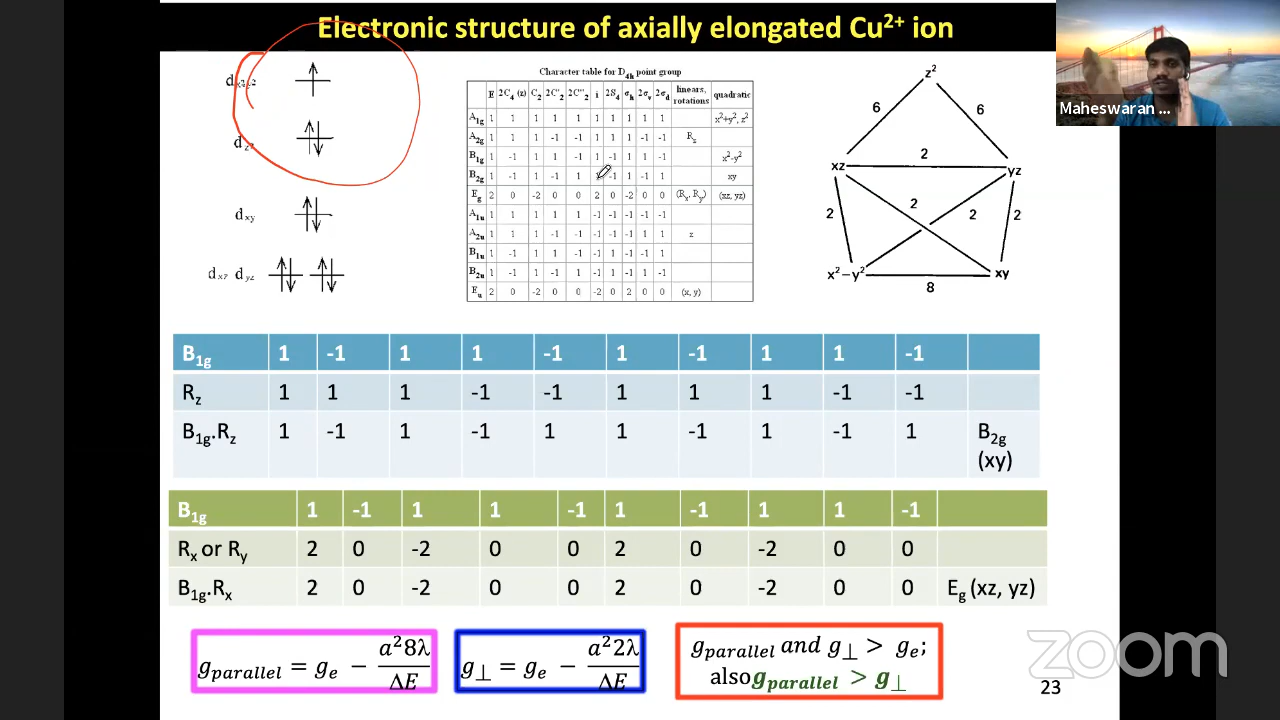 Electronic structure of axially elongated Cu2+ ion
Maheswaran ...
dx2-y2
dz2
dxy
dxz dyz
Character table for D4h point group
E 2C4 (z) C2 2C'2 2C''2 i 2S4 σh 2σv 2σd linears, rotations quadratic
A1g 1 1 1 1 1 1 1 1 1 1 x2+y2, z2
A2g 1 1 1 -1 -1 1 1 1 -1 -1 Rz
B1g 1 -1 1 1 -1 1 -1 1 1 -1 x2-y2
B2g 1 -1 1 -1 1 1 -1 1 -1 1 xy
Eg 2 0 -2 0 0 2 0 -2 0 0 (Rx, Ry) (xz, yz)
A1u 1 1 1 1 1 -1 -1 -1 -1 -1
A2u 1 1 1 -1 -1 -1 -1 -1 1 1 z
B1u 1 -1 1 1 -1 -1 1 -1 -1 1
B2u 1 -1 1 -1 1 -1 1 -1 1 -1
Eu 2 0 -2 0 0 -2 0 2 0 0 (x, y)
z2
6 6
xz 2 yz
2 2 2 2
x2-y2 8 xy
B1g 1 -1 1 1 -1 1 -1 1 1 -1
Rz 1 1 1 -1 -1 1 1 1 -1 -1
B1g.Rz 1 -1 1 -1 1 1 -1 1 -1 1 B2g
(xy)
B1g 1 -1 1 1 -1 1 -1 1 1 -1
Rx or Ry 2 0 -2 0 0 2 0 -2 0 0
B1g.Rx 2 0 -2 0 0 2 0 -2 0 0 Eg (xz, yz)
gparallel = ge − a28λ/ΔE
g⊥ = ge − a22λ/ΔE
gparallel and g⊥ > ge;
also gparallel > g⊥
zoom
23